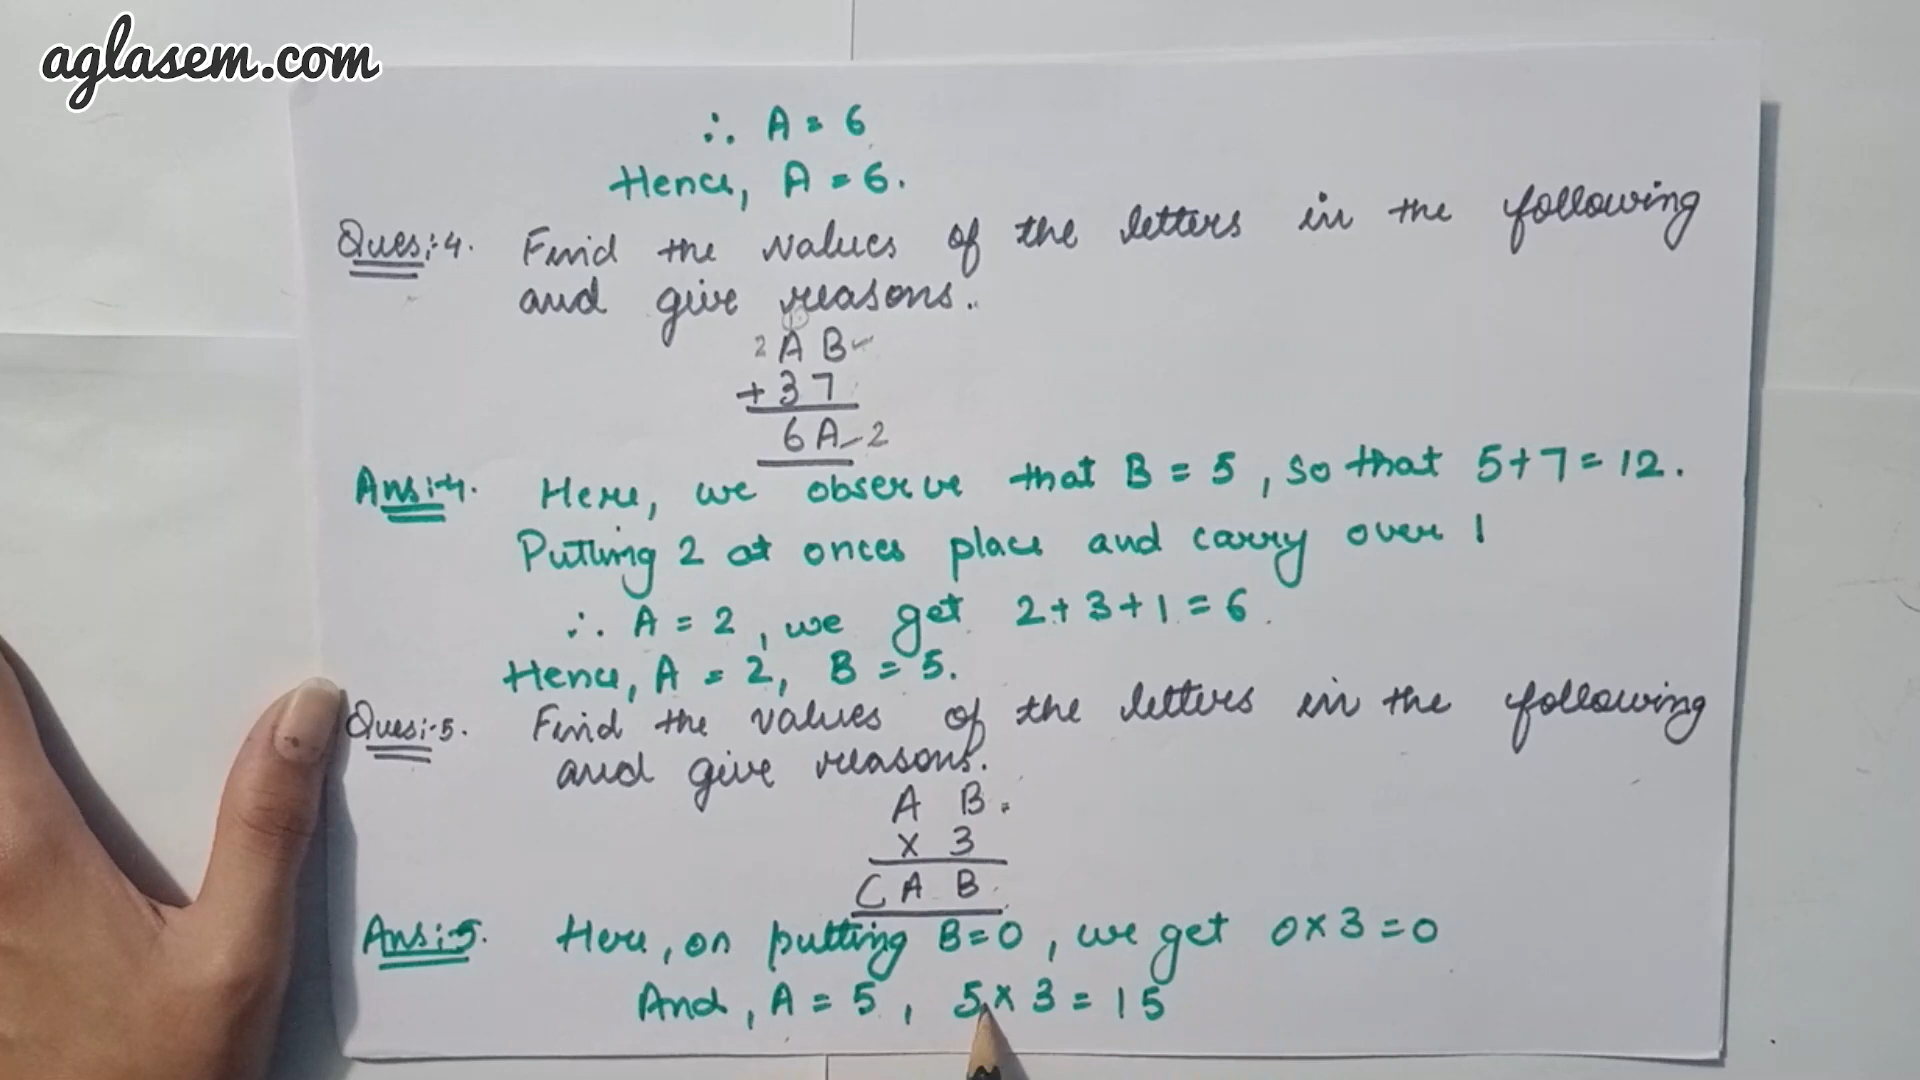 aglasem.com
∴ A = 6
Hence, A = 6.
Ques:4. Find the values of the letters in the following
and give reasons.
2 A B
+ 3 7
6 A 2
Ans:4. Here, we observe that B = 5, so that 5+7=12.
Putting 2 at onces place and carry over 1
∴ A = 2, we get 2+3+1=6.
Hence, A = 2, B = 5.
Ques:-5. Find the values of the letters in the following
and give reasons.
A B
× 3
C A B
Ans:-5. Here, on putting B=0, we get 0×3=0
And, A = 5, 5×3=15